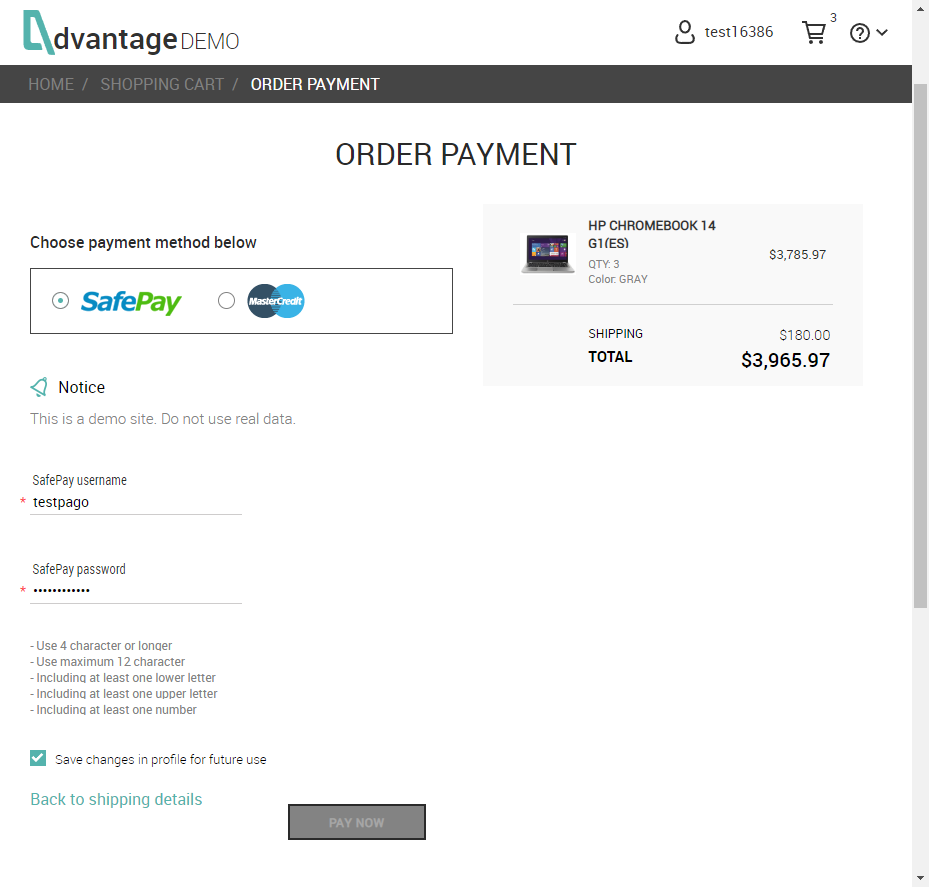 dvantage DEMO
test16386
3
HOME / SHOPPING CART / ORDER PAYMENT
ORDER PAYMENT
Choose payment method below
SafePay
MasterCredit
Notice
This is a demo site. Do not use real data.
SafePay username
* testpago
SafePay password
* ••••••••••••
- Use 4 character or longer
- Use maximum 12 character
- Including at least one lower letter
- Including at least one upper letter
- Including at least one number
Save changes in profile for future use
Back to shipping details
PAY NOW
HP CHROMEBOOK 14
G1(ES)
QTY: 3
Color: GRAY
$3,785.97
SHIPPING $180.00
TOTAL $3,965.97